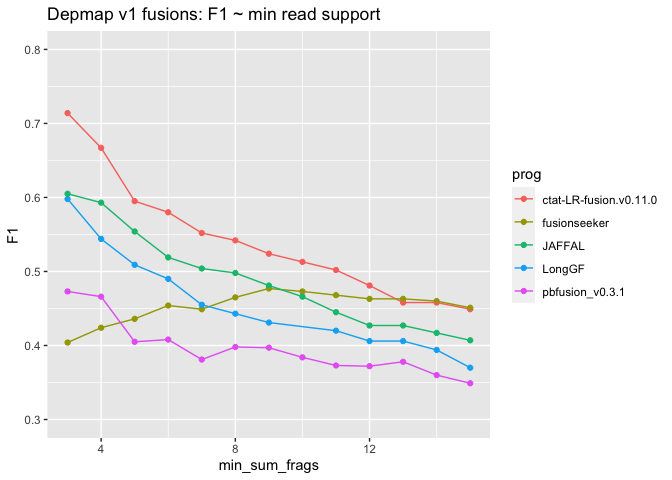 Depmap v1 fusions: F1 ~ min read support
0.8
0.7
0.6
0.5
0.4
0.3
F1
4
8
12
min_sum_frags
prog
ctat-LR-fusion.v0.11.0
fusionseeker
JAFFAL
LongGF
pbfusion_v0.3.1